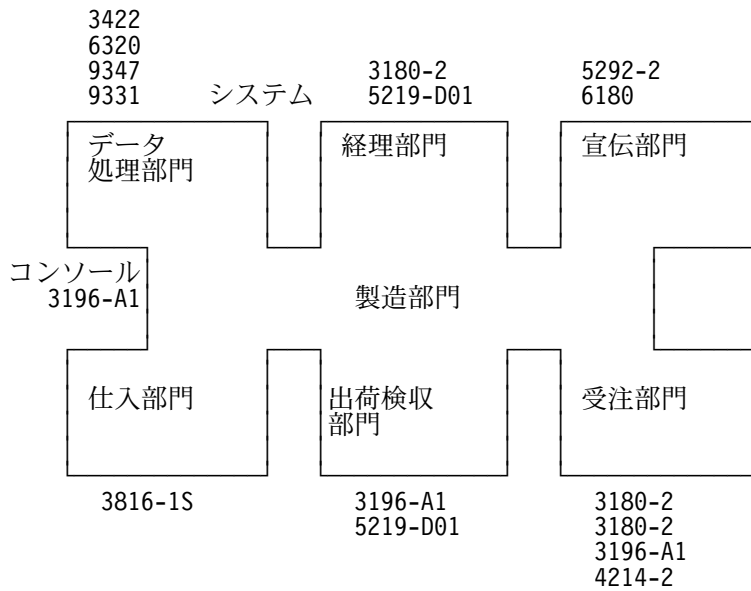 3422
6320
9347
9331
システム
3180-2
5219-D01
5292-2
6180
データ
処理部門
経理部門
宣伝部門
コンソール
3196-A1
製造部門
仕入部門
出荷検収
部門
受注部門
3816-1S
3196-A1
5219-D01
3180-2
3180-2
3196-A1
4214-2